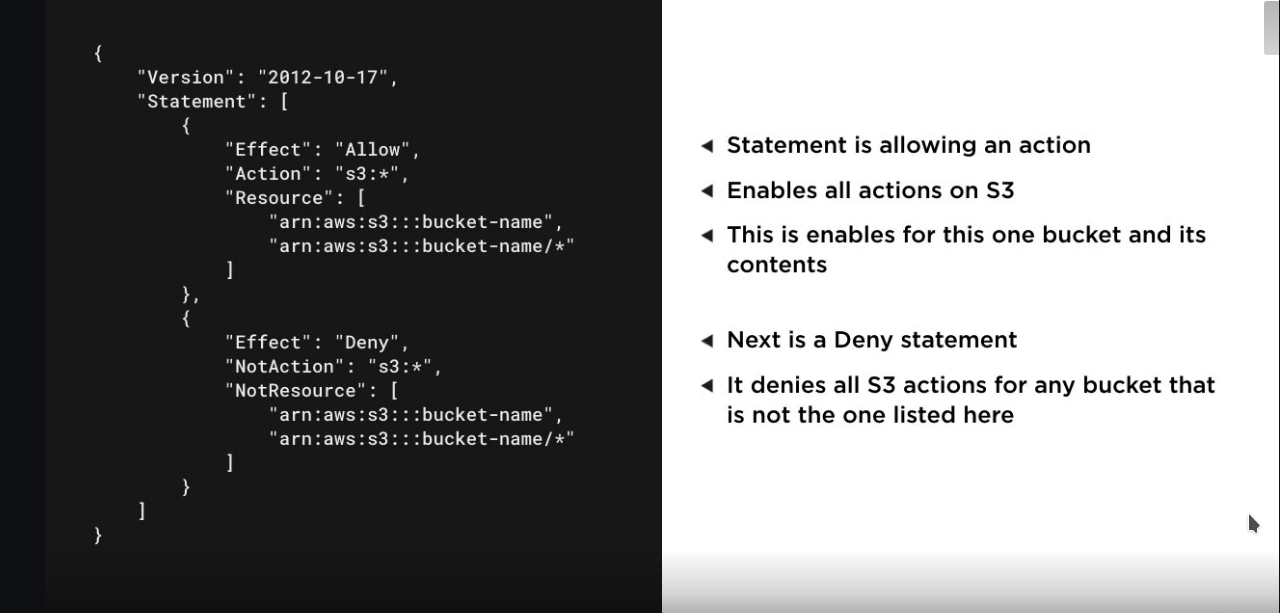 {
"Version": "2012-10-17",
"Statement": [
{
"Effect": "Allow",
"Action": "s3:*",
"Resource": [
"arn:aws:s3:::bucket-name",
"arn:aws:s3:::bucket-name/*"
]
},
{
"Effect": "Deny",
"NotAction": "s3:*",
"NotResource": [
"arn:aws:s3:::bucket-name",
"arn:aws:s3:::bucket-name/*"
]
}
]
}
Statement is allowing an action
Enables all actions on S3
This is enables for this one bucket and its
contents
Next is a Deny statement
It denies all S3 actions for any bucket that
is not the one listed here